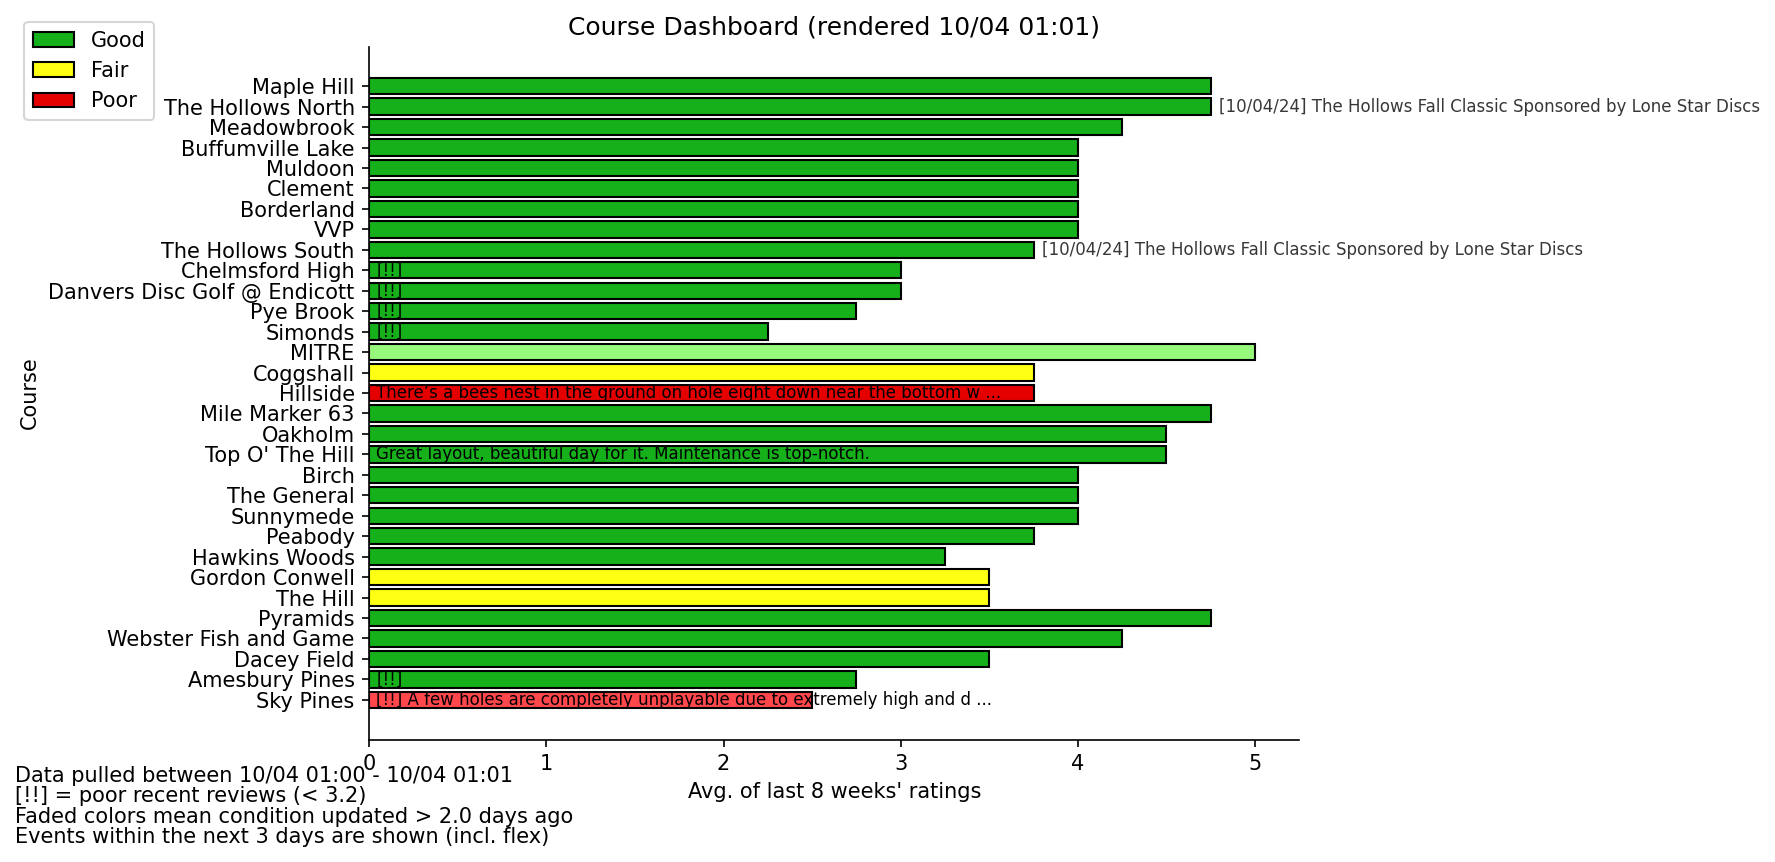 Course Dashboard (rendered 10/04 01:01)
Good
Fair
Poor
Course
Maple Hill
The Hollows North [10/04/24] The Hollows Fall Classic Sponsored by Lone Star Discs
Meadowbrook
Buffumville Lake
Muldoon
Clement
Borderland
VVP
The Hollows South [10/04/24] The Hollows Fall Classic Sponsored by Lone Star Discs
Chelmsford High [!!]
Danvers Disc Golf @ Endicott [!!]
Pye Brook [!!]
Simonds [!!]
MITRE
Coggshall
Hillside There's a bees nest in the ground on hole eight down near the bottom w ...
Mile Marker 63
Oakholm
Top O' The Hill Great layout, beautiful day for it. Maintenance is top-notch.
Birch
The General
Sunnymede
Peabody
Hawkins Woods
Gordon Conwell
The Hill
Pyramids
Webster Fish and Game
Dacey Field
Amesbury Pines [!!]
Sky Pines [!!] A few holes are completely unplayable due to extremely high and d ...
0 1 2 3 4 5
Avg. of last 8 weeks' ratings
Data pulled between 10/04 01:00 - 10/04 01:01
[!!] = poor recent reviews (< 3.2)
Faded colors mean condition updated > 2.0 days ago
Events within the next 3 days are shown (incl. flex)